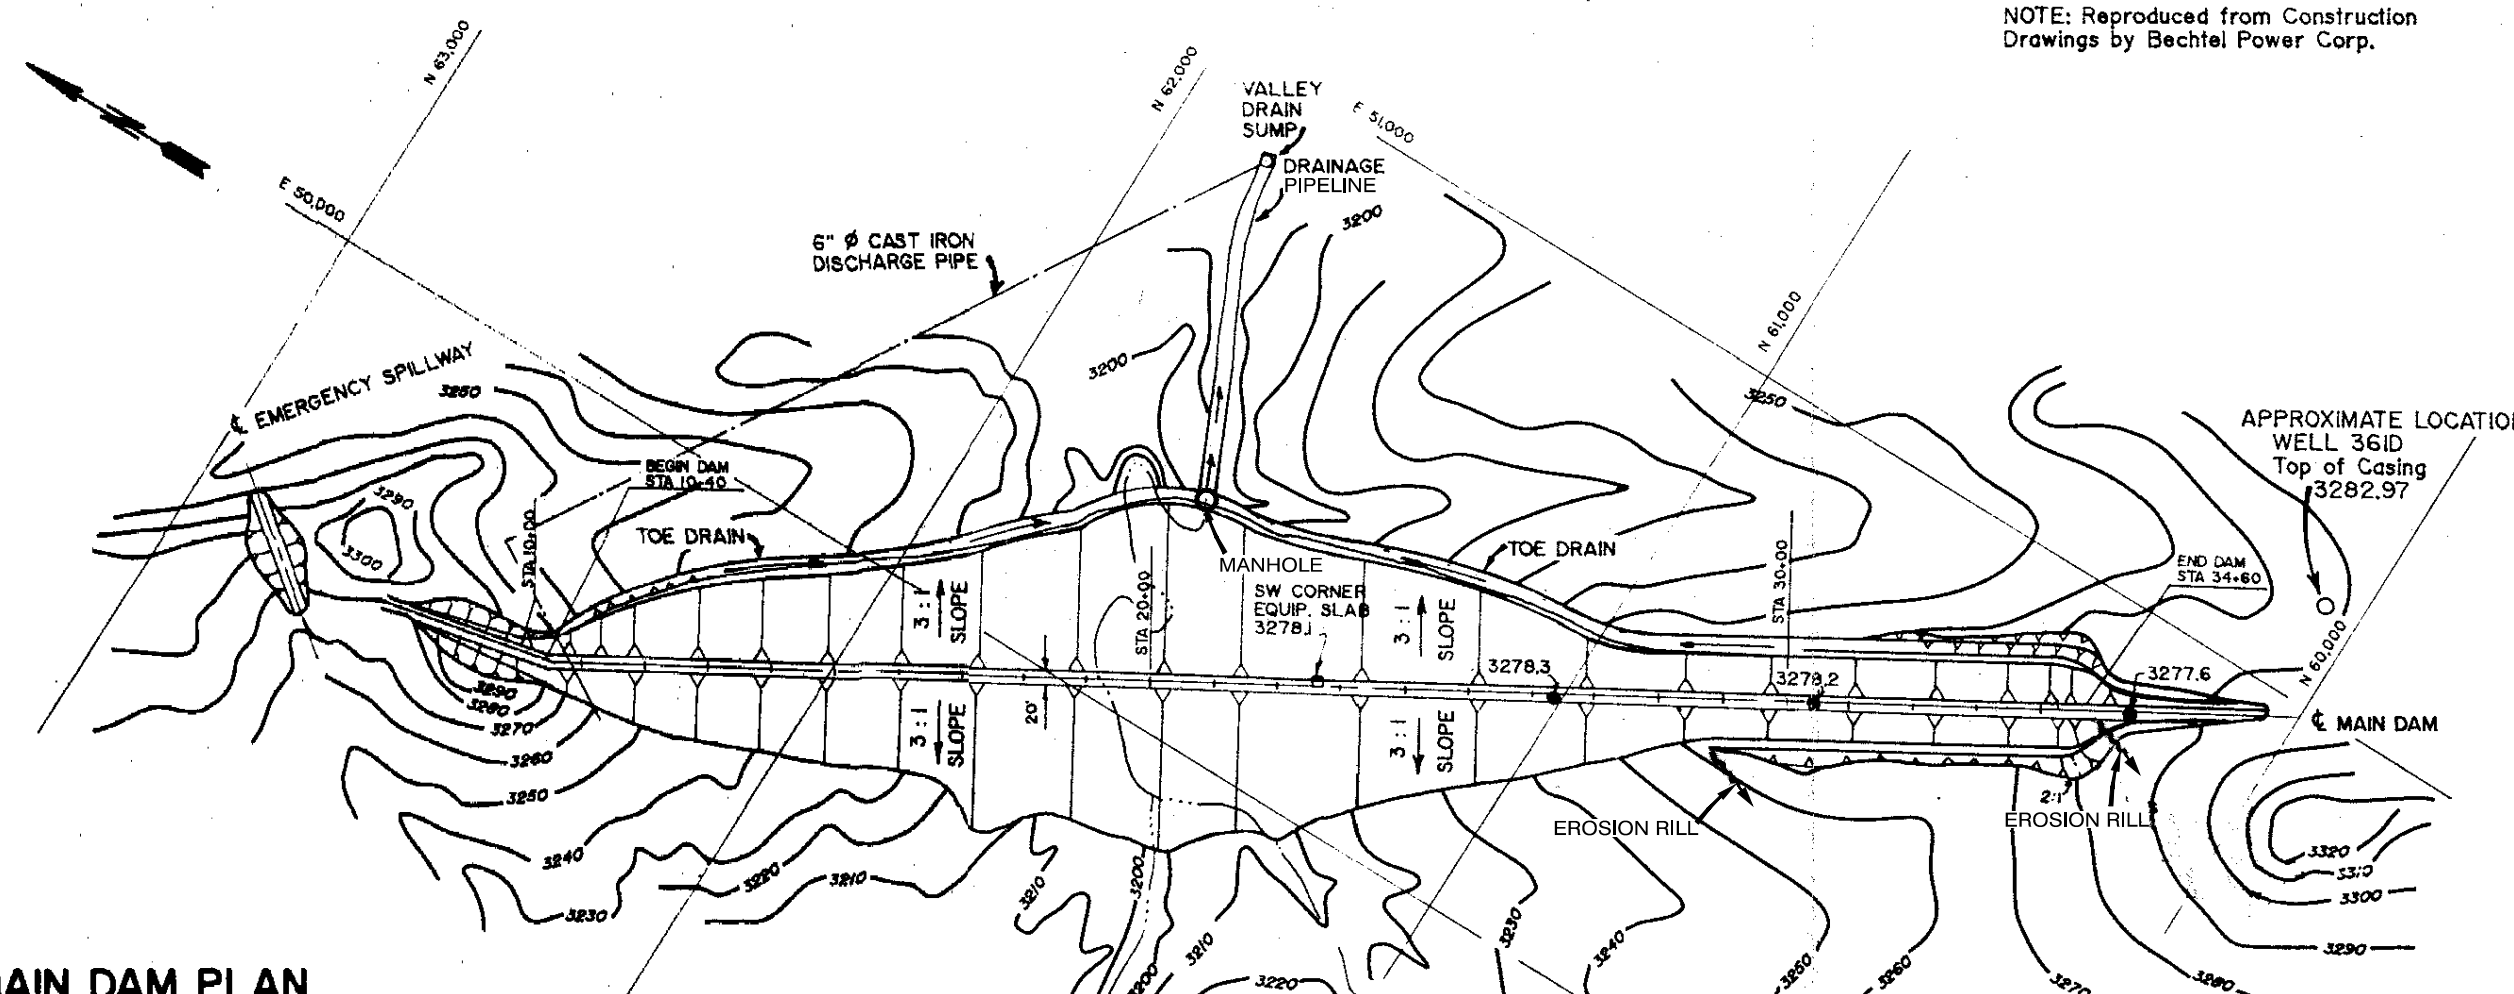 NOTE: Reproduced from Construction
Drawings by Bechtel Power Corp.
N 63,000
N 62,000
VALLEY
DRAIN
SUMP
E 51,000
DRAINAGE
PIPELINE
E 50,000
3200
6" Ø CAST IRON
DISCHARGE PIPE
N 61,000
℄ EMERGENCY SPILLWAY
3250
3200
3250
APPROXIMATE LOCATION
WELL 361D
Top of Casing
3282.97
BEGIN DAM
STA 10+40
3290
3300
STA 10+00
TOE DRAIN
TOE DRAIN
MANHOLE
STA 20+00
SW CORNER
EQUIP. SLAB
3278.1
STA 30+00
END DAM
STA 34+60
3:1
SLOPE
3:1
SLOPE
N 60,000
3278.3
3278.2
3277.6
3290
3280
3270
3260
3250
3240
3230
3220
3210
20'
3:1
SLOPE
3:1
SLOPE
℄ MAIN DAM
2:1
EROSION RILL
EROSION RILL
3210
3200
3200
3210
3220
3230
3240
3250
3260
3270
3280
3290
3300
3310
3320
MAIN DAM PLAN